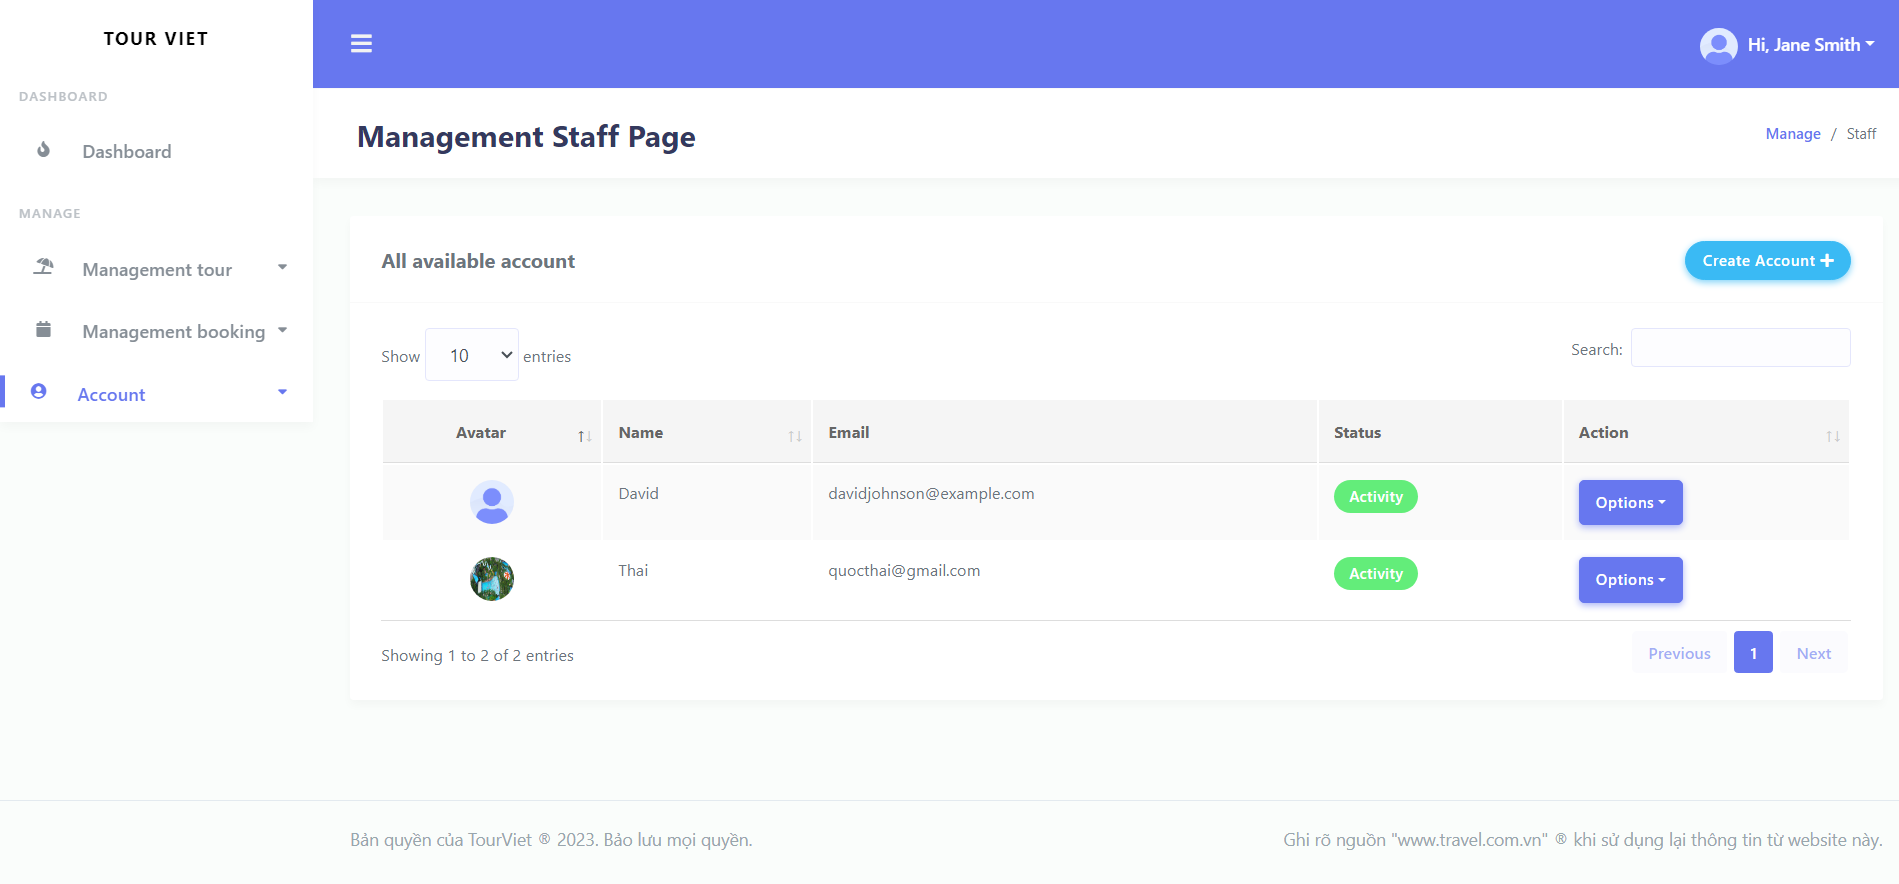 TOUR VIET
Hi, Jane Smith
DASHBOARD
Dashboard
MANAGE
Management tour
Management booking
Account
Management Staff Page
Manage / Staff
All available account
Create Account
Show 10 entries
Search:
Avatar Name Email Status Action
David davidjohnson@example.com Activity Options
Thai quocthai@gmail.com Activity Options
Showing 1 to 2 of 2 entries
Previous 1 Next
Bản quyền của TourViet ® 2023. Bảo lưu mọi quyền.
Ghi rõ nguồn "www.travel.com.vn" ® khi sử dụng lại thông tin từ website này.